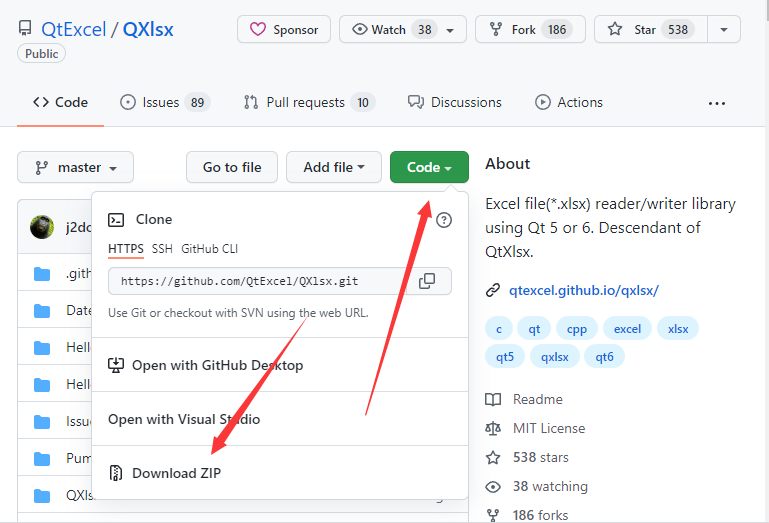 QtExcel / QXlsx
Sponsor
Watch 38
Fork 186
Star 538
Public
Code
Issues 89
Pull requests 10
Discussions
Actions
master
Go to file
Add file
Code
About
Excel file(*.xlsx) reader/writer library
using Qt 5 or 6. Descendant of
QtXlsx.
qtexcel.github.io/qxlsx/
c qt cpp excel xlsx
qt5 qxlsx qt6
Readme
MIT License
538 stars
38 watching
186 forks
j2do
Clone
HTTPS SSH GitHub CLI
https://github.com/QtExcel/QXlsx.git
Use Git or checkout with SVN using the web URL.
Open with GitHub Desktop
Open with Visual Studio
Download ZIP
.gith
Date
Hello
Hello
Issue
Pum
QXls